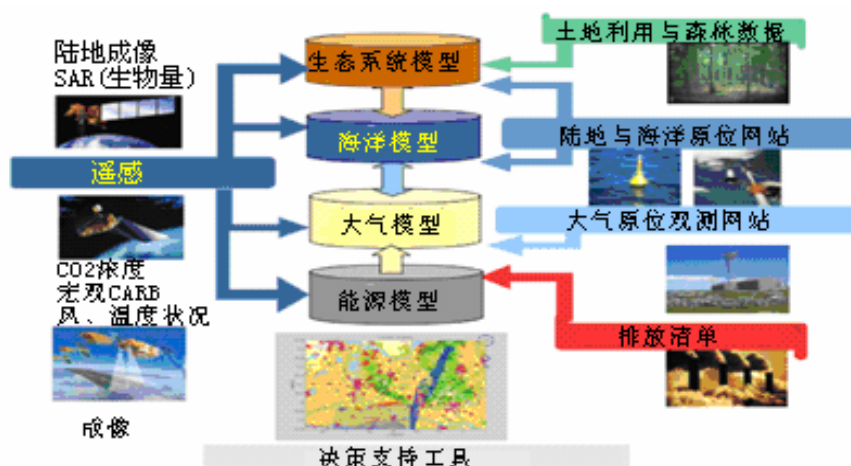 陆地成像
SAR(生物量)
遥感
CO2浓度
宏观CARB
风、温度状况
成像
生态系统模型
海洋模型
大气模型
能源模型
决策支持工具
土地利用与森林数据
陆地与海洋原位网站
大气原位观测网站
排放清单